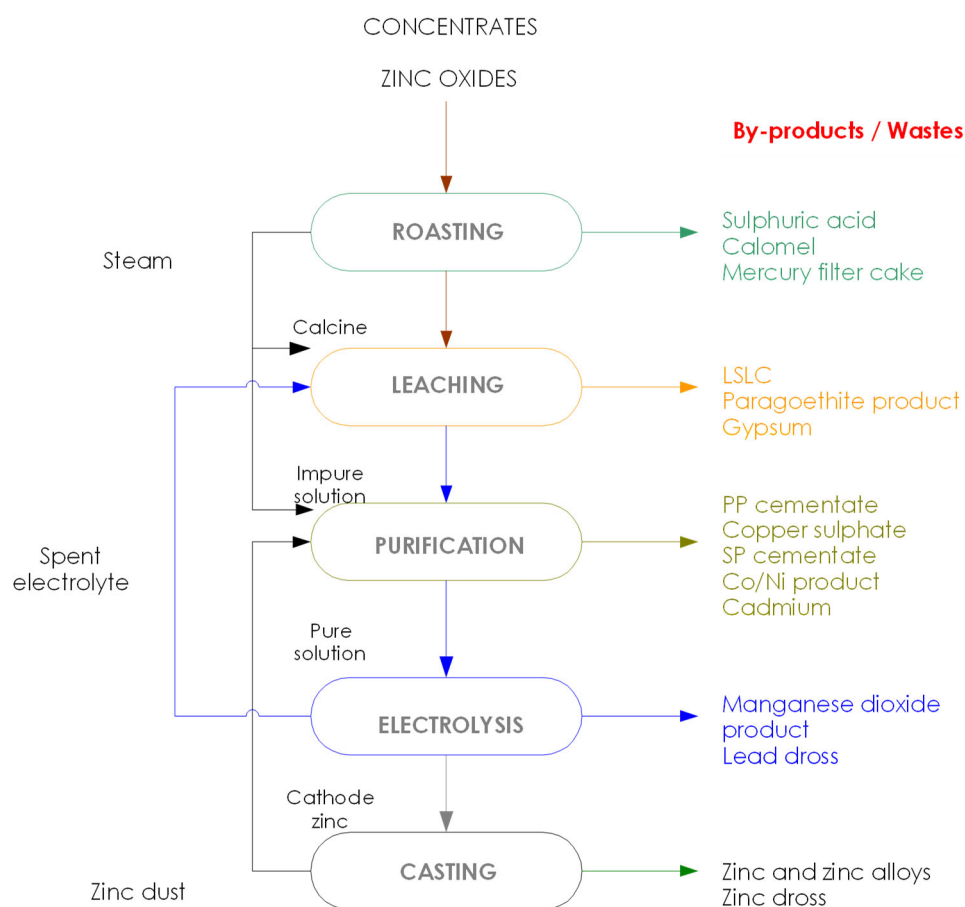 CONCENTRATES
ZINC OXIDES
By-products / Wastes
ROASTING
Sulphuric acid
Calomel
Mercury filter cake
Steam
Calcine
LEACHING
LSLC
Paragoethite product
Gypsum
Impure
solution
PURIFICATION
PP cementate
Copper sulphate
SP cementate
Co/Ni product
Cadmium
Spent
electrolyte
Pure
solution
ELECTROLYSIS
Manganese dioxide
product
Lead dross
Cathode
zinc
CASTING
Zinc and zinc alloys
Zinc dross
Zinc dust